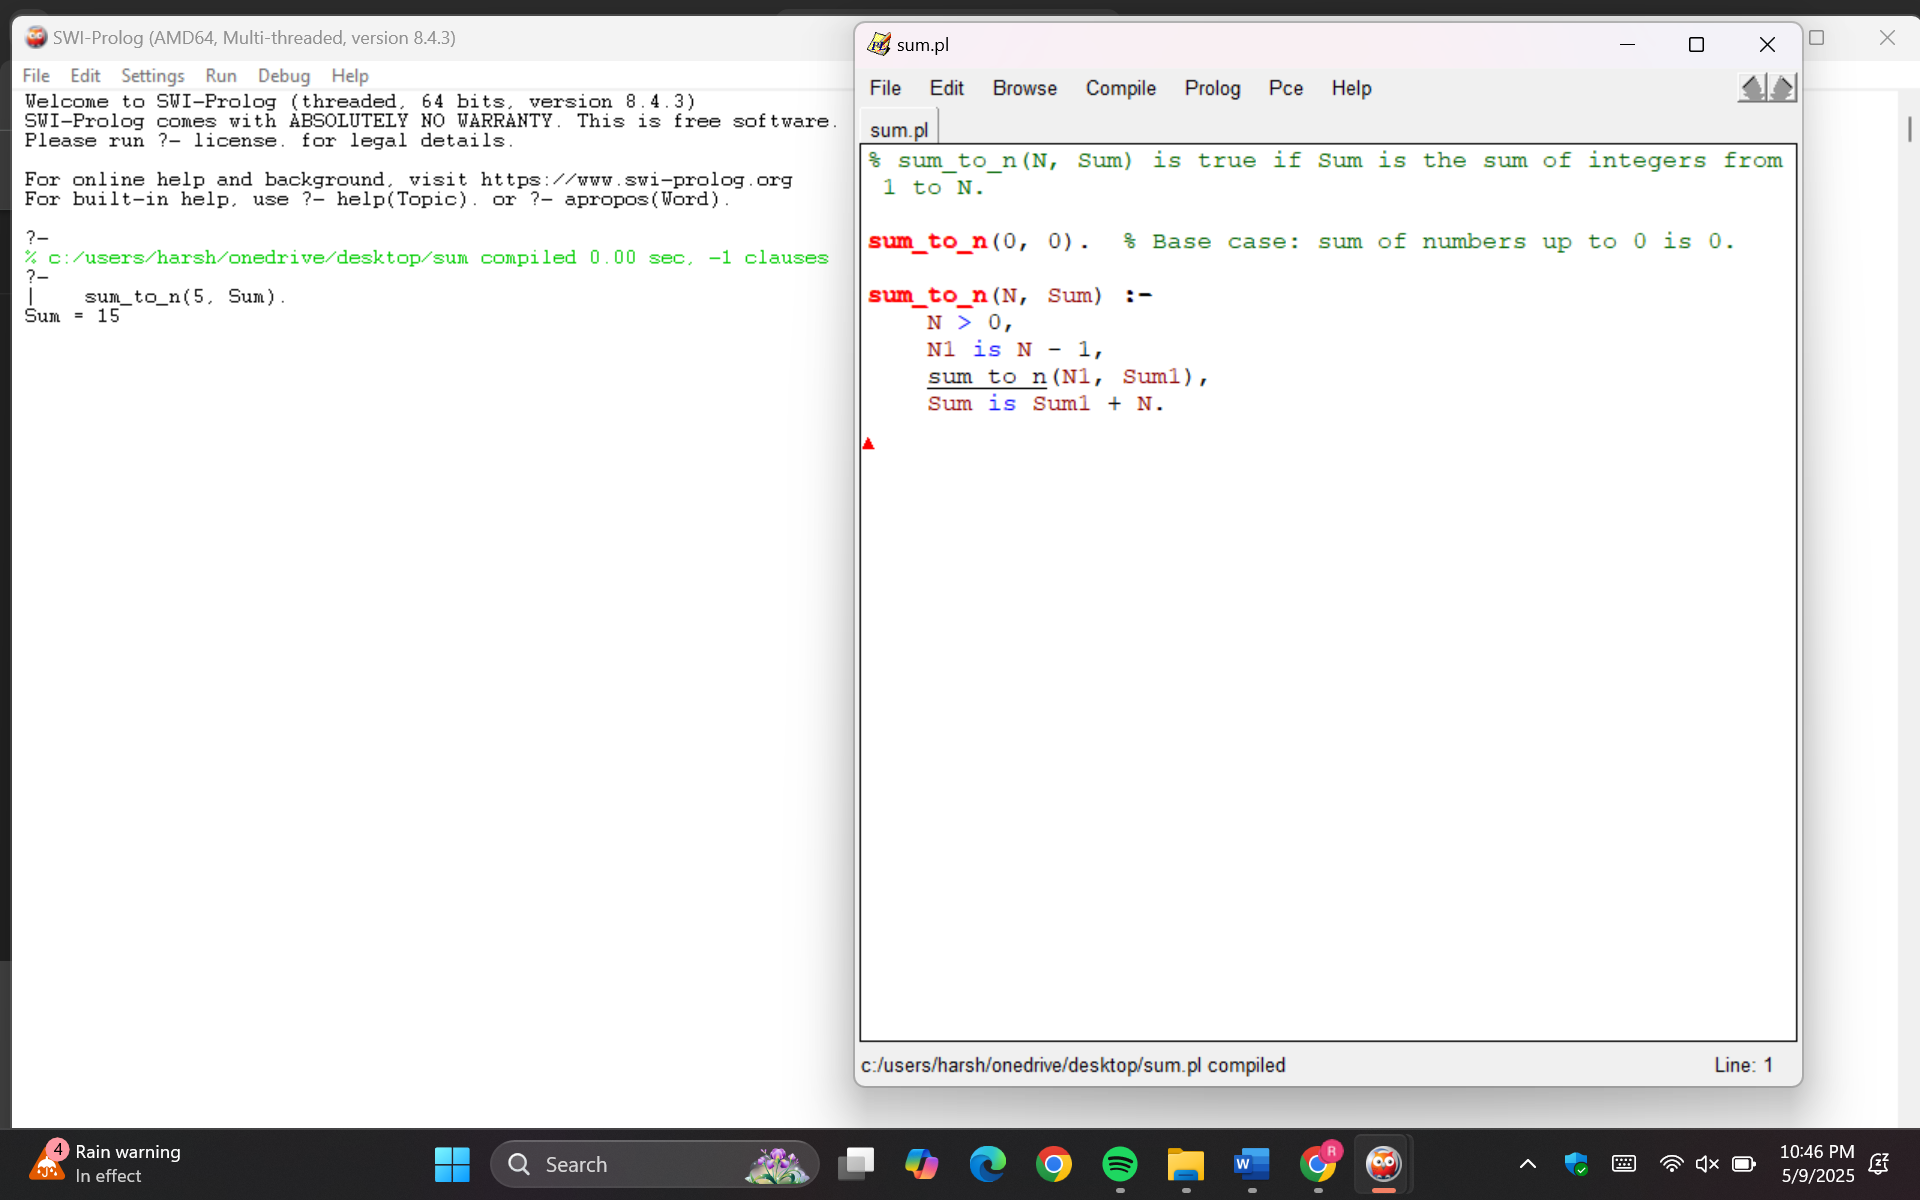 SWI-Prolog (AMD64, Multi-threaded, version 8.4.3)
File Edit Settings Run Debug Help
Welcome to SWI-Prolog (threaded, 64 bits, version 8.4.3)
SWI-Prolog comes with ABSOLUTELY NO WARRANTY. This is free software.
Please run ?- license. for legal details.
For online help and background, visit https://www.swi-prolog.org
For built-in help, use ?- help(Topic). or ?- apropos(Word).
?-
% c:/users/harsh/onedrive/desktop/sum compiled 0.00 sec, -1 clauses
?-
|    sum_to_n(5, Sum).
Sum = 15
sum.pl
File Edit Browse Compile Prolog Pce Help
sum.pl
% sum_to_n(N, Sum) is true if Sum is the sum of integers from
1 to N.
sum_to_n(0, 0).  % Base case: sum of numbers up to 0 is 0.
sum_to_n(N, Sum) :-
    N > 0,
    N1 is N - 1,
    sum_to_n(N1, Sum1),
    Sum is Sum1 + N.
c:/users/harsh/onedrive/desktop/sum.pl compiled
Line: 1
4
Rain warning
In effect
Search
W
R
10:46 PM
5/9/2025